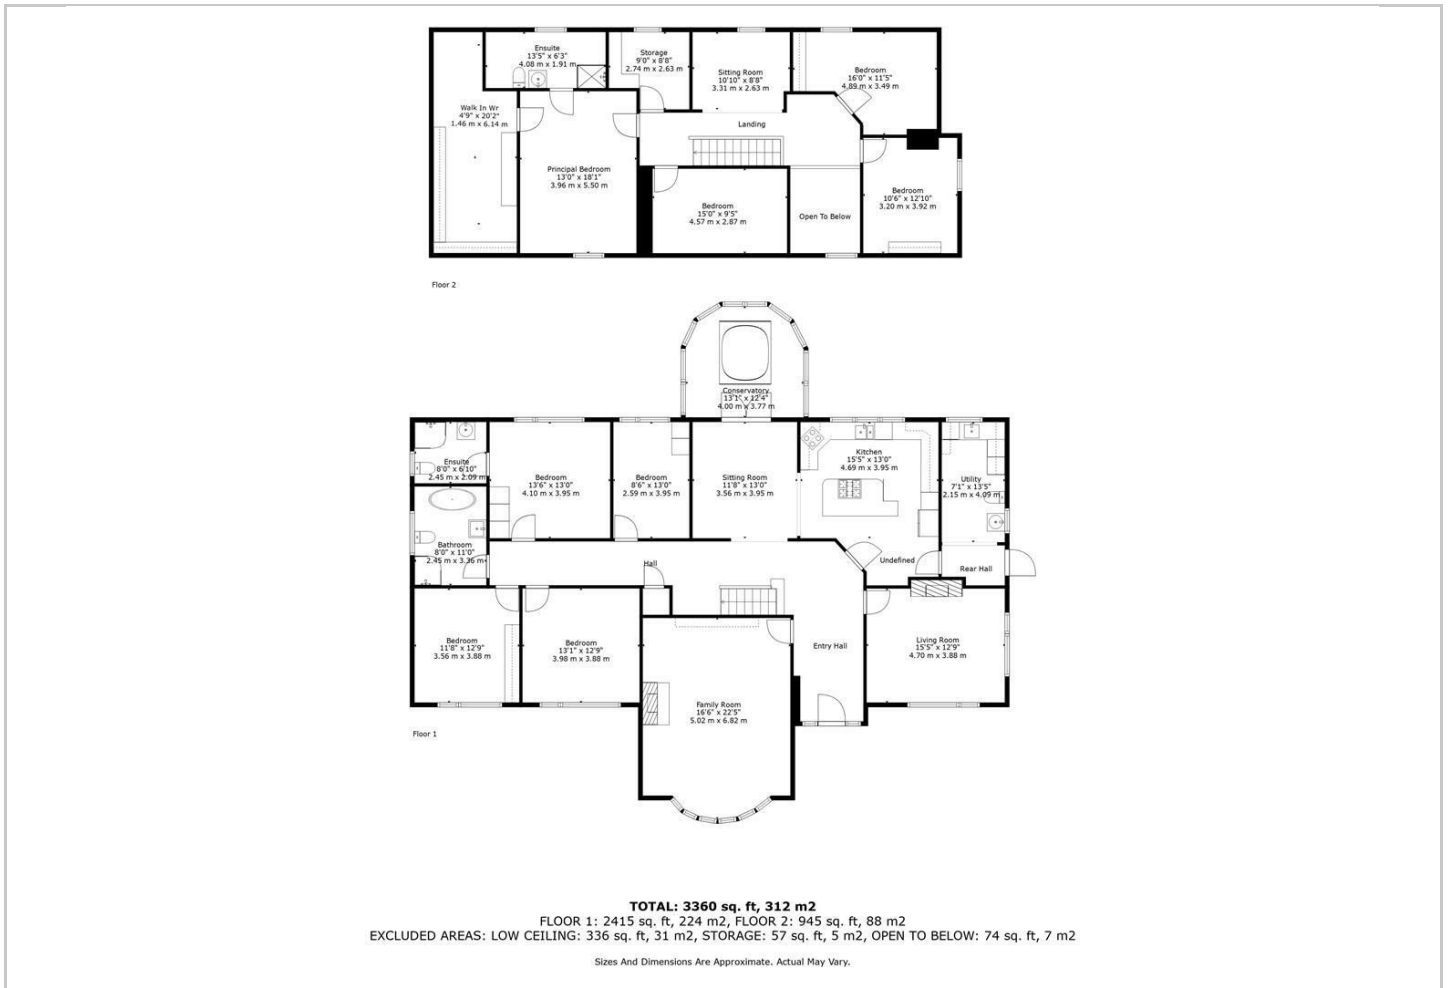 Ensuite
13'5" x 6'3"
4.08 m x 1.91 m
Storage
9'0" x 8'8"
2.74 m x 2.63 m
Sitting Room
10'10" x 8'8"
3.31 m x 2.63 m
Bedroom
16'0" x 11'5"
4.89 m x 3.49 m
Walk In Wr
4'9" x 20'2"
1.46 m x 6.14 m
Landing
Principal Bedroom
13'0" x 18'1"
3.96 m x 5.50 m
Bedroom
15'0" x 9'5"
4.57 m x 2.87 m
Open To Below
Bedroom
10'6" x 12'10"
3.20 m x 3.92 m
Floor 2
Conservatory
13'1" x 12'4"
4.00 m x 3.77 m
Ensuite
8'0" x 6'10"
2.45 m x 2.09 m
Bedroom
13'6" x 13'0"
4.10 m x 3.95 m
Bedroom
8'6" x 13'0"
2.59 m x 3.95 m
Sitting Room
11'8" x 13'0"
3.56 m x 3.95 m
Kitchen
15'5" x 13'0"
4.69 m x 3.95 m
Utility
7'1" x 13'5"
2.15 m x 4.09 m
Bathroom
8'0" x 11'0"
2.45 m x 3.36 m
Hall
Undefined
Rear Hall
Bedroom
11'8" x 12'9"
3.56 m x 3.88 m
Bedroom
13'1" x 12'9"
3.98 m x 3.88 m
Entry Hall
Living Room
15'5" x 12'9"
4.70 m x 3.88 m
Family Room
16'6" x 22'5"
5.02 m x 6.82 m
Floor 1
TOTAL: 3360 sq. ft, 312 m2
FLOOR 1: 2415 sq. ft, 224 m2, FLOOR 2: 945 sq. ft, 88 m2
EXCLUDED AREAS: LOW CEILING: 336 sq. ft, 31 m2, STORAGE: 57 sq. ft, 5 m2, OPEN TO BELOW: 74 sq. ft, 7 m2
Sizes And Dimensions Are Approximate. Actual May Vary.